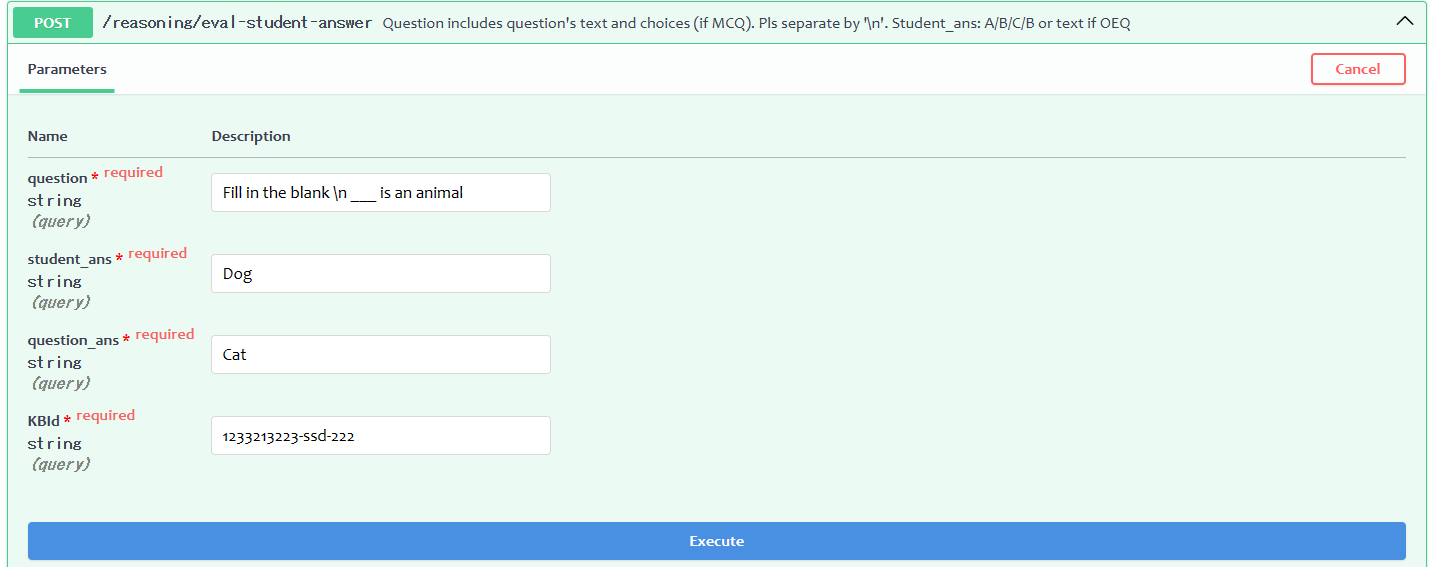 POST /reasoning/eval-student-answer Question includes question's text and choices (if MCQ). Pls separate by '\n'. Student_ans: A/B/C/B or text if OEQ
Parameters
Cancel
Name Description
question * required
string
(query)
Fill in the blank \n ___ is an animal
student_ans * required
string
(query)
Dog
question_ans * required
string
(query)
Cat
KBId * required
string
(query)
1233213223-ssd-222
Execute